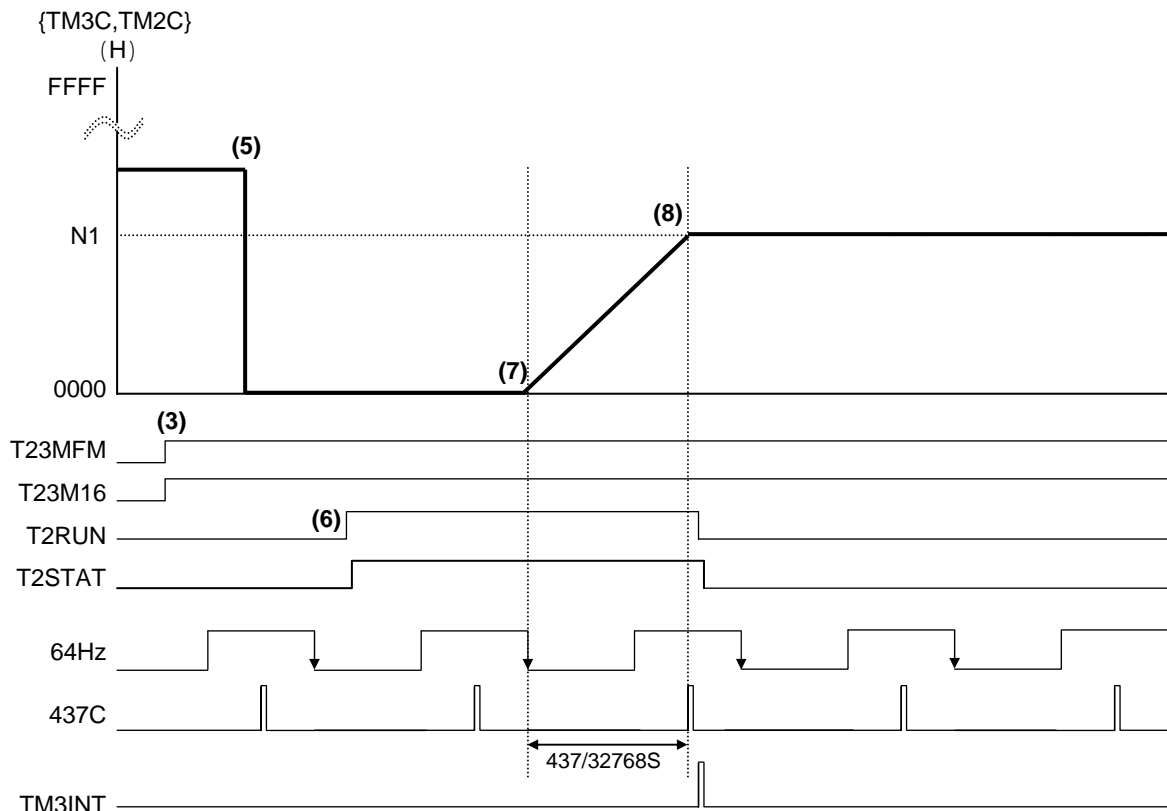 {TM3C,TM2C}
(H)
FFFF
(5)
N1
(8)
(7)
0000
(3)
T23MFM
T23M16
(6)
T2RUN
T2STAT
64Hz
437C
437/32768S
TM3INT